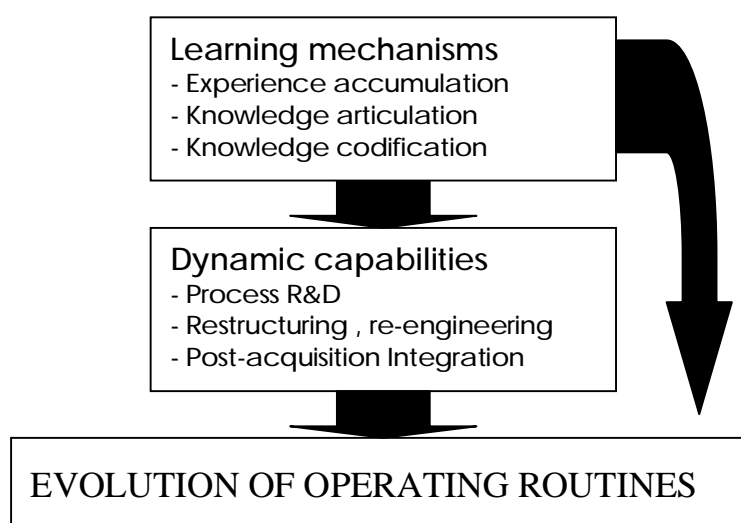 Learning mechanisms
- Experience accumulation
- Knowledge articulation
- Knowledge codification
Dynamic capabilities
- Process R&D
- Restructuring , re-engineering
- Post-acquisition Integration
EVOLUTION OF OPERATING ROUTINES